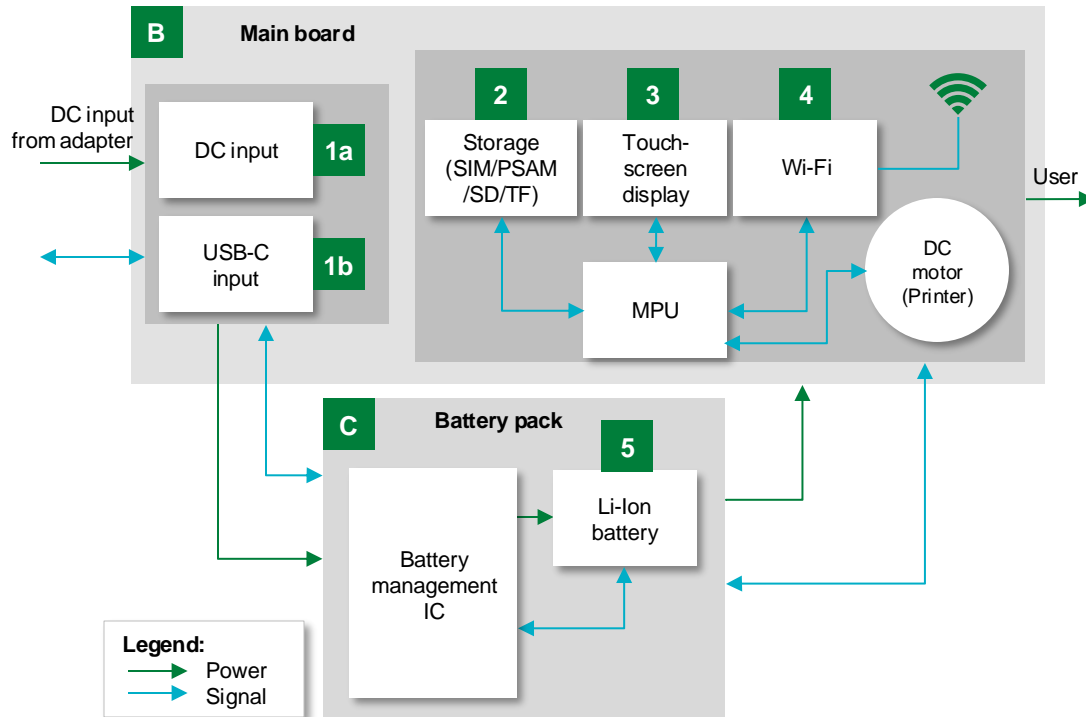 B
Main board
DC input
from adapter
DC input
1a
USB-C
input
1b
2
3
4
Storage
(SIM/PSAM
/SD/TF)
Touch-
screen
display
Wi-Fi
User
MPU
DC
motor
(Printer)
C
Battery pack
5
Li-Ion
battery
Battery
management
IC
Legend:
Power
Signal